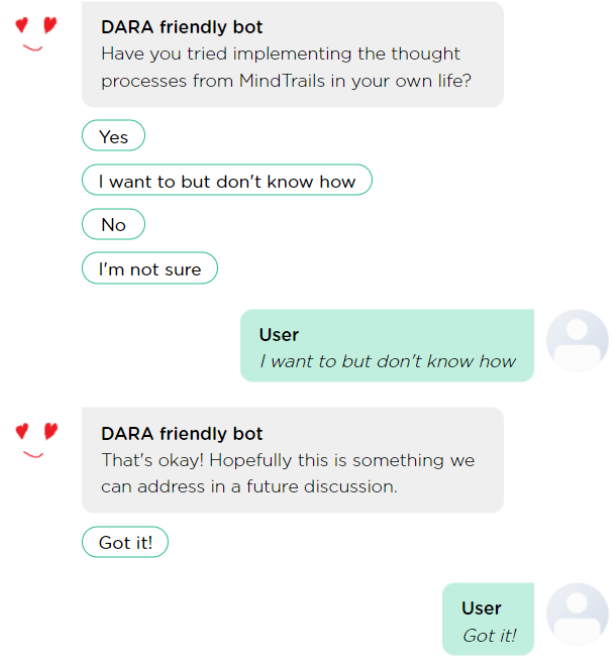 DARA friendly bot
Have you tried implementing the thought
processes from MindTrails in your own life?
Yes
I want to but don't know how
No
I'm not sure
User
I want to but don't know how
DARA friendly bot
That's okay! Hopefully this is something we
can address in a future discussion.
Got it!
User
Got it!